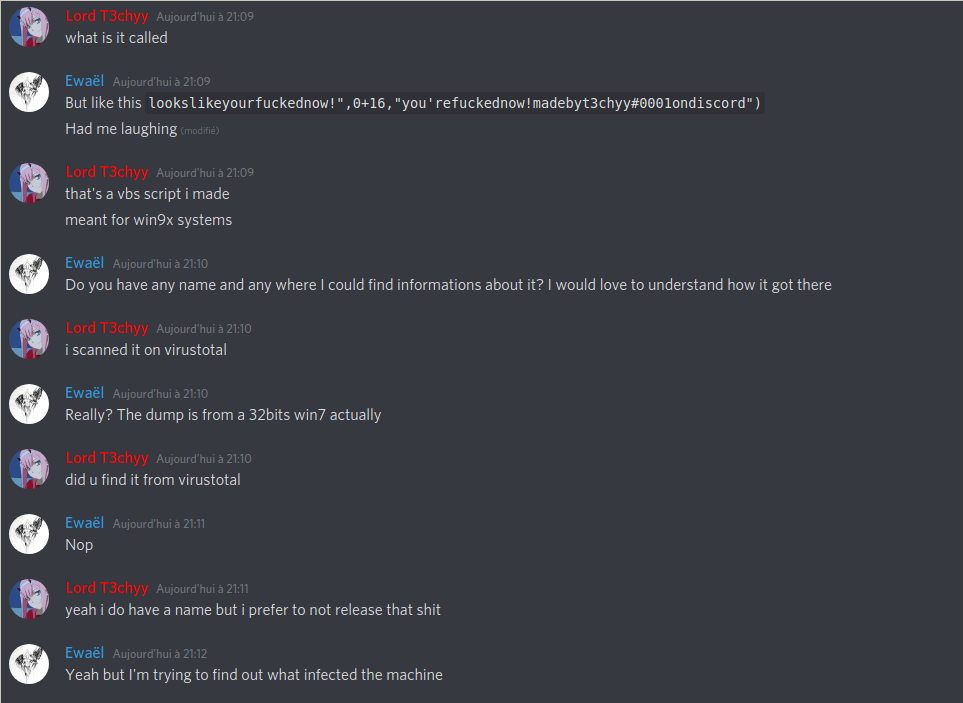 Lord T3chyy Aujourd'hui à 21:09
what is it called
Ewaël Aujourd'hui à 21:09
But like this lookslikeyourfuckednow!",0+16,"you'refuckednow!madebyt3chyy#0001ondiscord")
Had me laughing (modifié)
Lord T3chyy Aujourd'hui à 21:09
that's a vbs script i made
meant for win9x systems
Ewaël Aujourd'hui à 21:10
Do you have any name and any where I could find informations about it? I would love to understand how it got there
Lord T3chyy Aujourd'hui à 21:10
i scanned it on virustotal
Ewaël Aujourd'hui à 21:10
Really? The dump is from a 32bits win7 actually
Lord T3chyy Aujourd'hui à 21:10
did u find it from virustotal
Ewaël Aujourd'hui à 21:11
Nop
Lord T3chyy Aujourd'hui à 21:11
yeah i do have a name but i prefer to not release that shit
Ewaël Aujourd'hui à 21:12
Yeah but I'm trying to find out what infected the machine